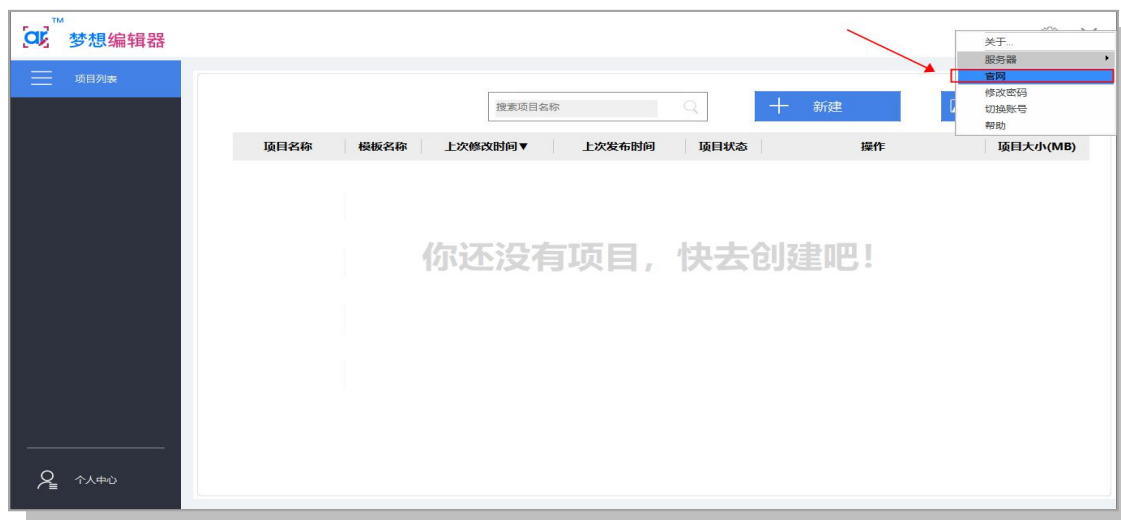 ar TM
梦想编辑器
关于...
服务器
官网
修改密码
切换账号
帮助
项目列表
搜索项目名称
新建
项目名称 模板名称 上次修改时间▼ 上次发布时间 项目状态 操作 项目大小(MB)
你还没有项目，快去创建吧！
个人中心